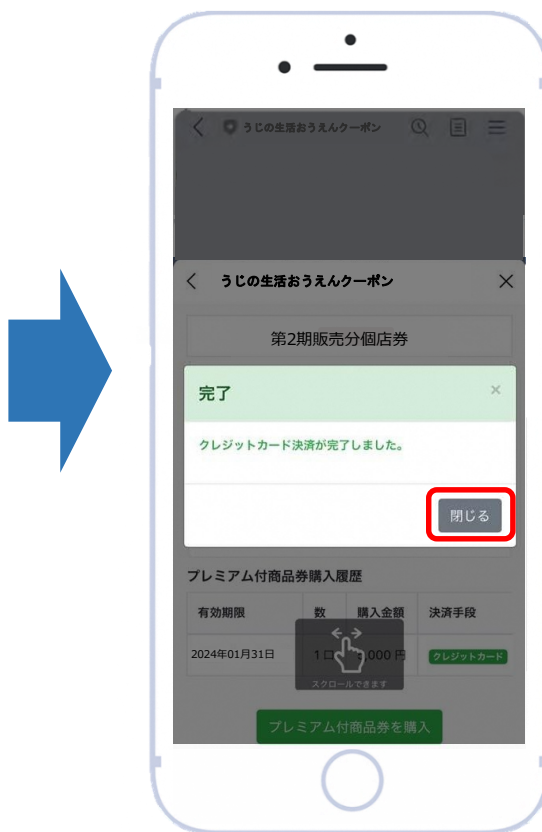 うじの生活おうえんクーポン
うじの生活おうえんクーポン
第2期販売分個店券
完了
クレジットカード決済が完了しました。
閉じる
プレミアム付商品券購入履歴
有効期限 数 購入金額 決済手段
2024年01月31日 1口 ,000 円 クレジットカード
スクロールできます
プレミアム付商品券を購入